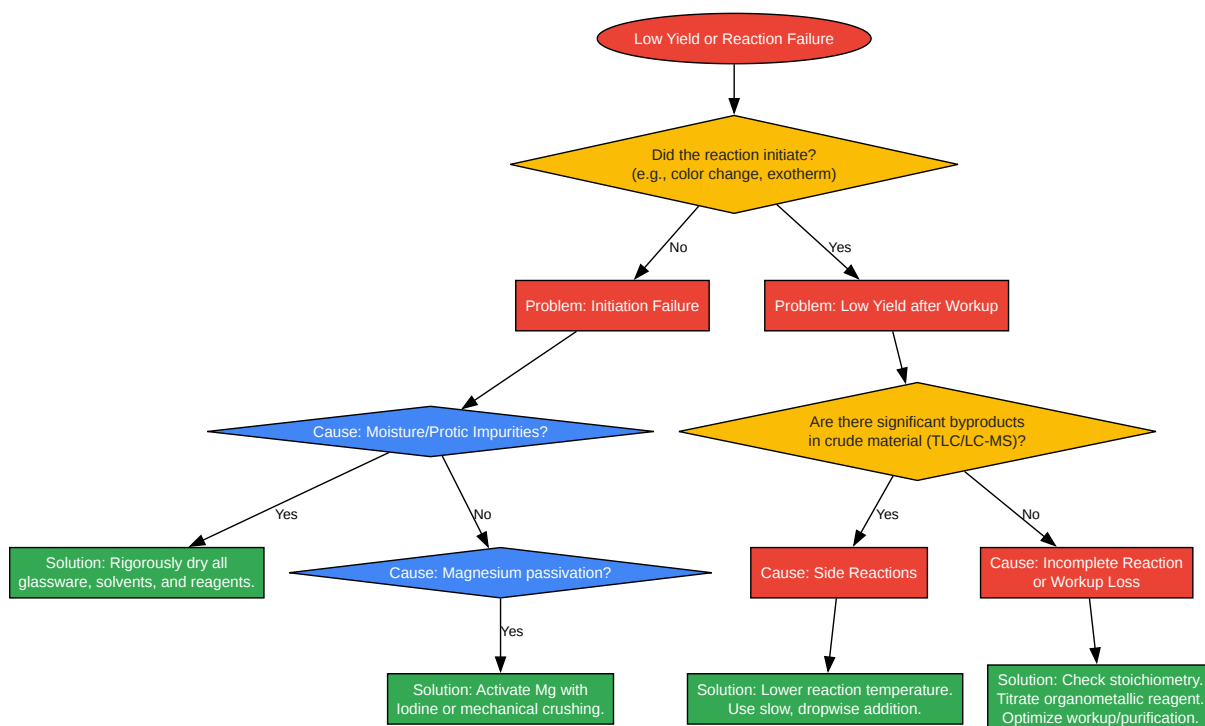 Low Yield or Reaction Failure
Did the reaction initiate?
(e.g., color change, exotherm)
No
Yes
Problem: Initiation Failure
Problem: Low Yield after Workup
Cause: Moisture/Protic Impurities?
Are there significant byproducts
in crude material (TLC/LC-MS)?
Yes
No
Yes
No
Solution: Rigorously dry all
glassware, solvents, and reagents.
Cause: Magnesium passivation?
Cause: Side Reactions
Cause: Incomplete Reaction
or Workup Loss
Yes
Solution: Activate Mg with
Iodine or mechanical crushing.
Solution: Lower reaction temperature.
Use slow, dropwise addition.
Solution: Check stoichiometry.
Titrate organometallic reagent.
Optimize workup/purification.